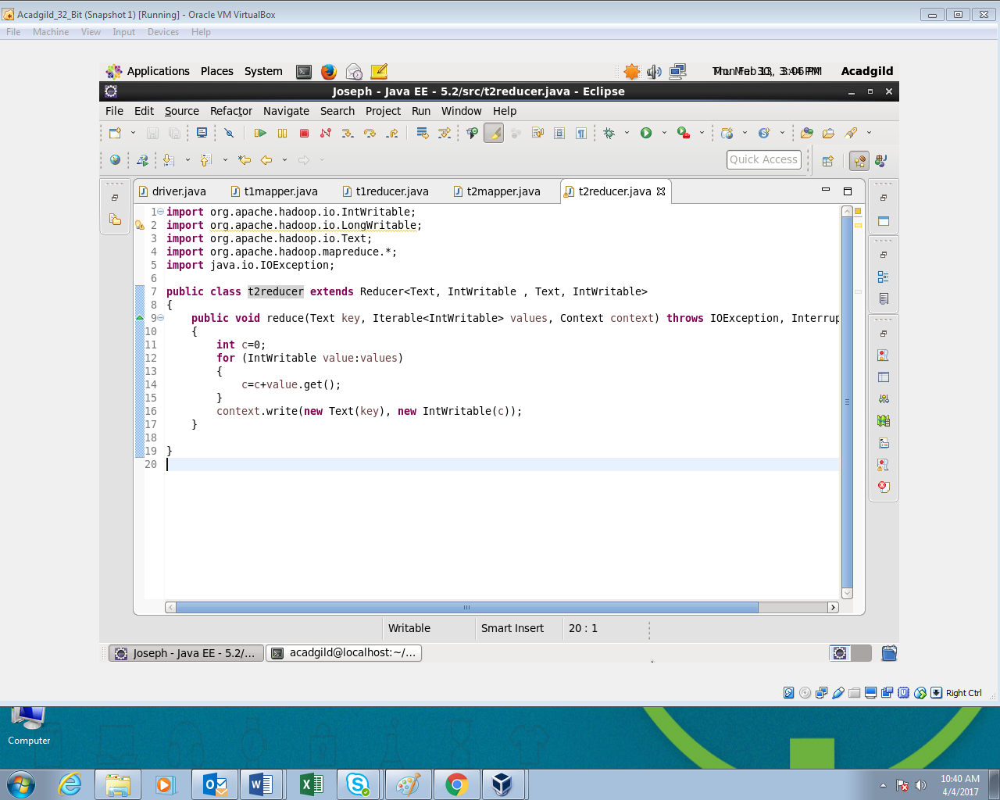 Acadgild_32_Bit (Snapshot 1) [Running] - Oracle VM VirtualBox
File Machine View Input Devices Help
Applications Places System
Acadgild
Joseph - Java EE - 5.2/src/t2reducer.java - Eclipse
File Edit Source Refactor Navigate Search Project Run Window Help
Quick Access
driver.java t1mapper.java t1reducer.java t2mapper.java t2reducer.java
1 import org.apache.hadoop.io.IntWritable;
2 import org.apache.hadoop.io.LongWritable;
3 import org.apache.hadoop.io.Text;
4 import org.apache.hadoop.mapreduce.*;
5 import java.io.IOException;
6
7 public class t2reducer extends Reducer<Text, IntWritable , Text, IntWritable>
8 {
9 public void reduce(Text key, Iterable<IntWritable> values, Context context) throws IOException, Interrup
10 {
11 int c=0;
12 for (IntWritable value:values)
13 {
14 c=c+value.get();
15 }
16 context.write(new Text(key), new IntWritable(c));
17 }
18
19 }
20
Writable Smart Insert 20 : 1
Joseph - Java EE - 5.2/... acadgild@localhost:~/...
Right Ctrl
Computer
10:40 AM
4/4/2017